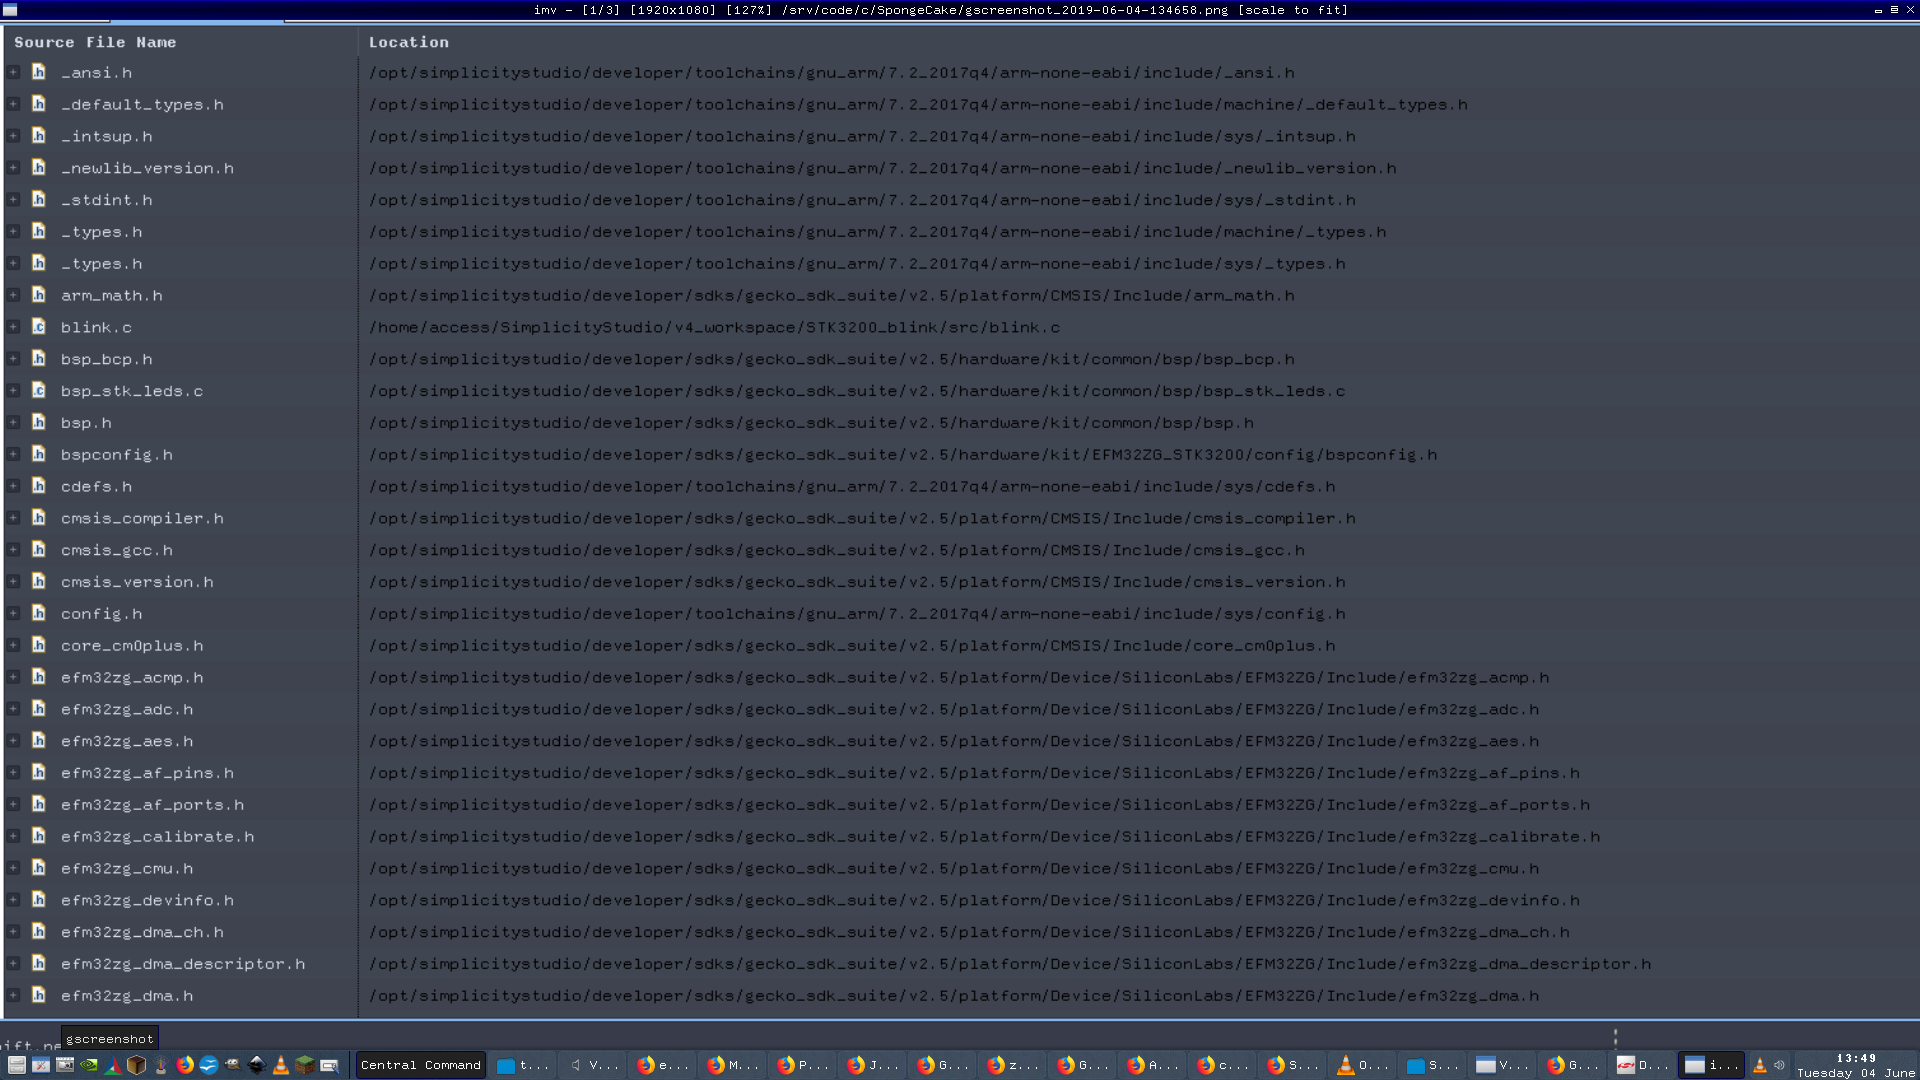 imv - [1/3] [1920x1080] [127%] /srv/code/c/SpongeCake/gscreenshot_2019-06-04-134658.png [scale to fit]
Source File Name Location
_ansi.h /opt/simplicitystudio/developer/toolchains/gnu_arm/7.2_2017q4/arm-none-eabi/include/_ansi.h
_default_types.h /opt/simplicitystudio/developer/toolchains/gnu_arm/7.2_2017q4/arm-none-eabi/include/machine/_default_types.h
_intsup.h /opt/simplicitystudio/developer/toolchains/gnu_arm/7.2_2017q4/arm-none-eabi/include/sys/_intsup.h
_newlib_version.h /opt/simplicitystudio/developer/toolchains/gnu_arm/7.2_2017q4/arm-none-eabi/include/_newlib_version.h
_stdint.h /opt/simplicitystudio/developer/toolchains/gnu_arm/7.2_2017q4/arm-none-eabi/include/sys/_stdint.h
_types.h /opt/simplicitystudio/developer/toolchains/gnu_arm/7.2_2017q4/arm-none-eabi/include/machine/_types.h
_types.h /opt/simplicitystudio/developer/toolchains/gnu_arm/7.2_2017q4/arm-none-eabi/include/sys/_types.h
arm_math.h /opt/simplicitystudio/developer/sdks/gecko_sdk_suite/v2.5/platform/CMSIS/Include/arm_math.h
blink.c /home/access/SimplicityStudio/v4_workspace/STK3200_blink/src/blink.c
bsp_bcp.h /opt/simplicitystudio/developer/sdks/gecko_sdk_suite/v2.5/hardware/kit/common/bsp/bsp_bcp.h
bsp_stk_leds.c /opt/simplicitystudio/developer/sdks/gecko_sdk_suite/v2.5/hardware/kit/common/bsp/bsp_stk_leds.c
bsp.h /opt/simplicitystudio/developer/sdks/gecko_sdk_suite/v2.5/hardware/kit/common/bsp/bsp.h
bspconfig.h /opt/simplicitystudio/developer/sdks/gecko_sdk_suite/v2.5/hardware/kit/EFM32ZG_STK3200/config/bspconfig.h
cdefs.h /opt/simplicitystudio/developer/toolchains/gnu_arm/7.2_2017q4/arm-none-eabi/include/sys/cdefs.h
cmsis_compiler.h /opt/simplicitystudio/developer/sdks/gecko_sdk_suite/v2.5/platform/CMSIS/Include/cmsis_compiler.h
cmsis_gcc.h /opt/simplicitystudio/developer/sdks/gecko_sdk_suite/v2.5/platform/CMSIS/Include/cmsis_gcc.h
cmsis_version.h /opt/simplicitystudio/developer/sdks/gecko_sdk_suite/v2.5/platform/CMSIS/Include/cmsis_version.h
config.h /opt/simplicitystudio/developer/toolchains/gnu_arm/7.2_2017q4/arm-none-eabi/include/sys/config.h
core_cm0plus.h /opt/simplicitystudio/developer/sdks/gecko_sdk_suite/v2.5/platform/CMSIS/Include/core_cm0plus.h
efm32zg_acmp.h /opt/simplicitystudio/developer/sdks/gecko_sdk_suite/v2.5/platform/Device/SiliconLabs/EFM32ZG/Include/efm32zg_acmp.h
efm32zg_adc.h /opt/simplicitystudio/developer/sdks/gecko_sdk_suite/v2.5/platform/Device/SiliconLabs/EFM32ZG/Include/efm32zg_adc.h
efm32zg_aes.h /opt/simplicitystudio/developer/sdks/gecko_sdk_suite/v2.5/platform/Device/SiliconLabs/EFM32ZG/Include/efm32zg_aes.h
efm32zg_af_pins.h /opt/simplicitystudio/developer/sdks/gecko_sdk_suite/v2.5/platform/Device/SiliconLabs/EFM32ZG/Include/efm32zg_af_pins.h
efm32zg_af_ports.h /opt/simplicitystudio/developer/sdks/gecko_sdk_suite/v2.5/platform/Device/SiliconLabs/EFM32ZG/Include/efm32zg_af_ports.h
efm32zg_calibrate.h /opt/simplicitystudio/developer/sdks/gecko_sdk_suite/v2.5/platform/Device/SiliconLabs/EFM32ZG/Include/efm32zg_calibrate.h
efm32zg_cmu.h /opt/simplicitystudio/developer/sdks/gecko_sdk_suite/v2.5/platform/Device/SiliconLabs/EFM32ZG/Include/efm32zg_cmu.h
efm32zg_devinfo.h /opt/simplicitystudio/developer/sdks/gecko_sdk_suite/v2.5/platform/Device/SiliconLabs/EFM32ZG/Include/efm32zg_devinfo.h
efm32zg_dma_ch.h /opt/simplicitystudio/developer/sdks/gecko_sdk_suite/v2.5/platform/Device/SiliconLabs/EFM32ZG/Include/efm32zg_dma_ch.h
efm32zg_dma_descriptor.h /opt/simplicitystudio/developer/sdks/gecko_sdk_suite/v2.5/platform/Device/SiliconLabs/EFM32ZG/Include/efm32zg_dma_descriptor.h
efm32zg_dma.h /opt/simplicitystudio/developer/sdks/gecko_sdk_suite/v2.5/platform/Device/SiliconLabs/EFM32ZG/Include/efm32zg_dma.h
gscreenshot
Central Command t... V... e... M... P... J... G... z... G... A... c... S... O... S... V... G... D... i...
13:49
Tuesday 04 June